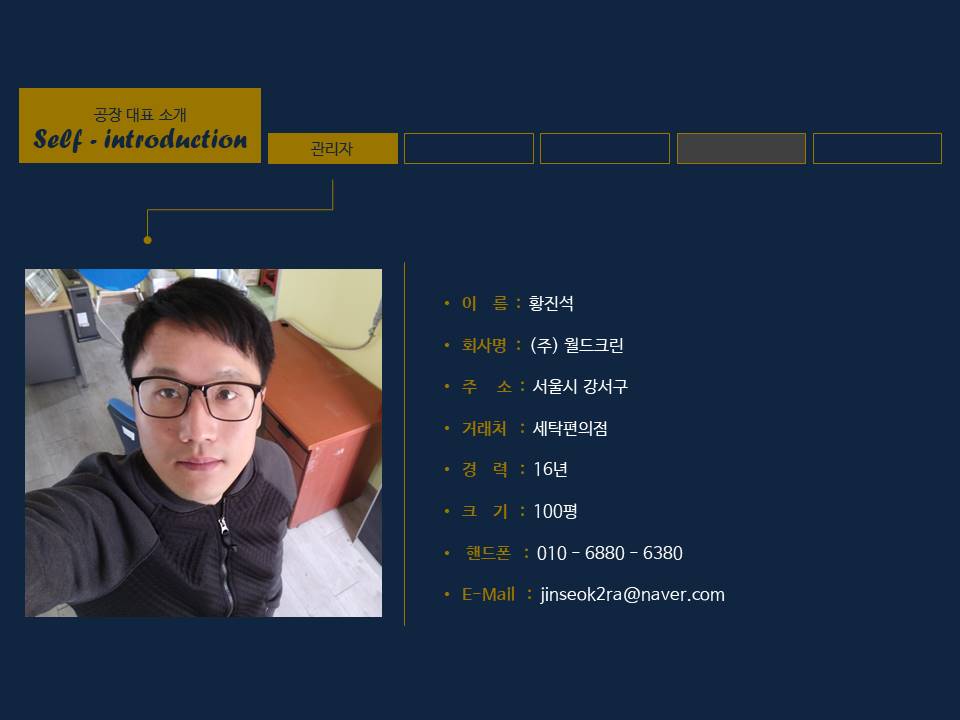 공장 대표 소개
Self - introduction
관리자
• 이 름 : 황진석
• 회사명 : (주) 월드크린
• 주 소 : 서울시 강서구
• 거래처 : 세탁편의점
• 경 력 : 16년
• 크 기 : 100평
• 핸드폰 : 010 - 6880 - 6380
• E-Mail : jinseok2ra@naver.com